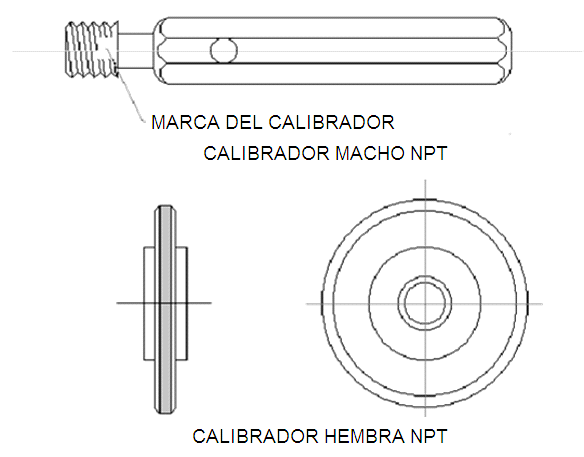 MARCA DEL CALIBRADOR
CALIBRADOR MACHO NPT
CALIBRADOR HEMBRA NPT